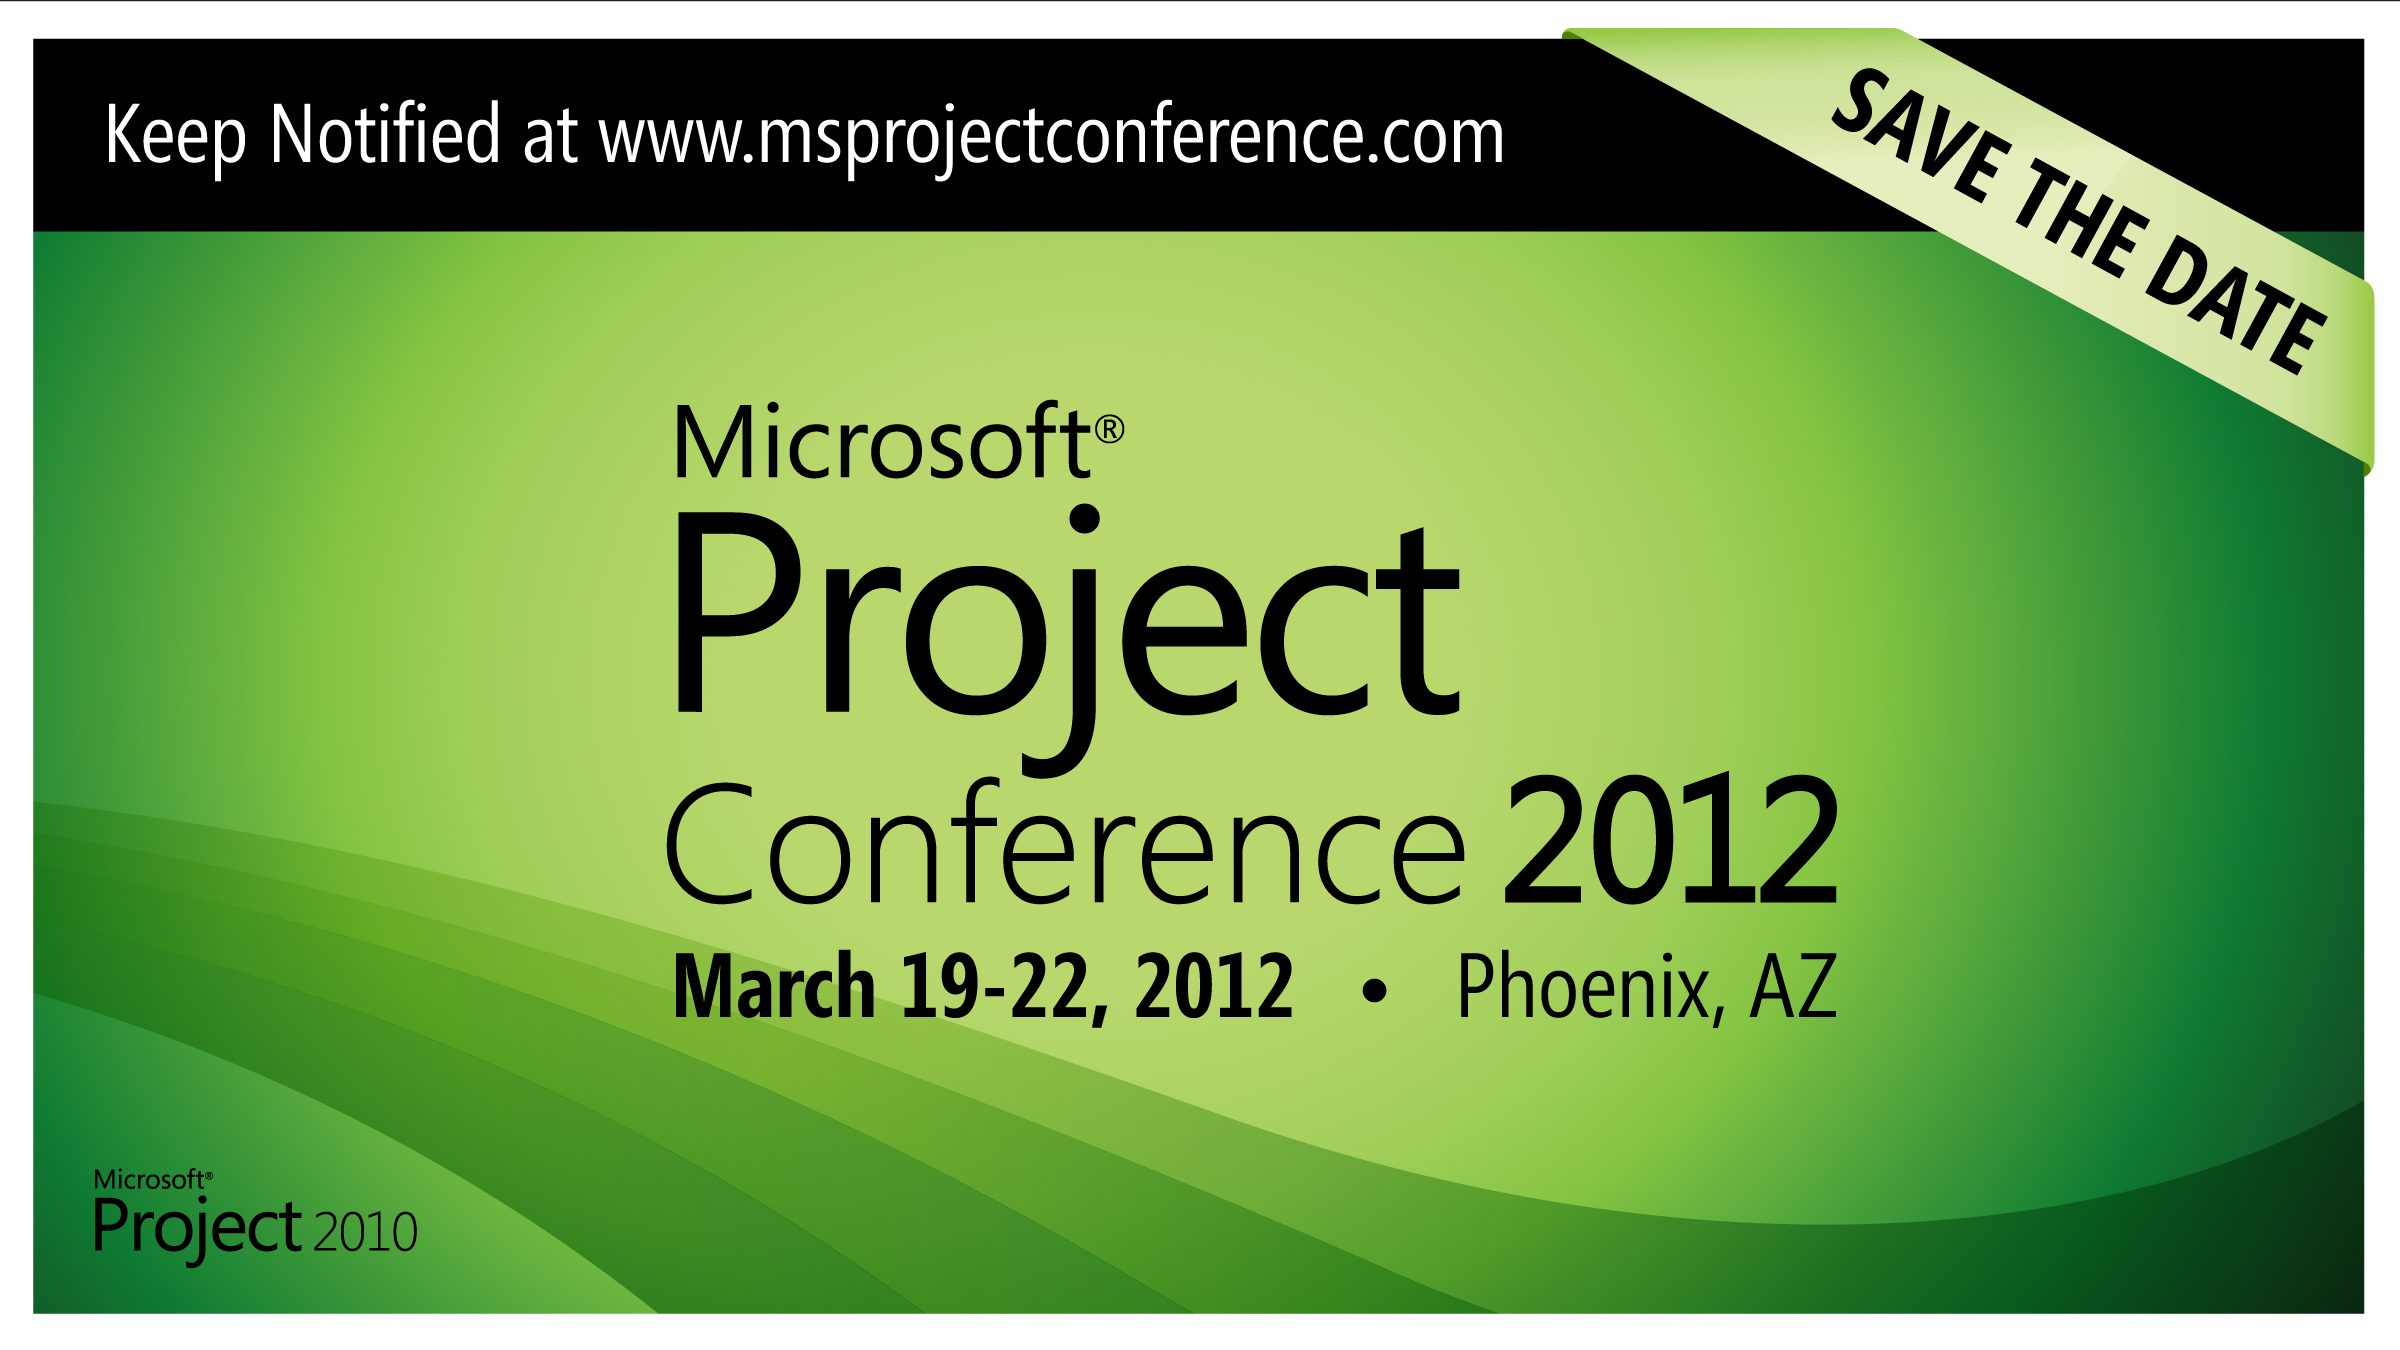 Keep Notified at www.msprojectconference.com
SAVE THE DATE
Microsoft®
Project
Conference 2012
March 19-22, 2012 • Phoenix, AZ
Microsoft®
Project 2010